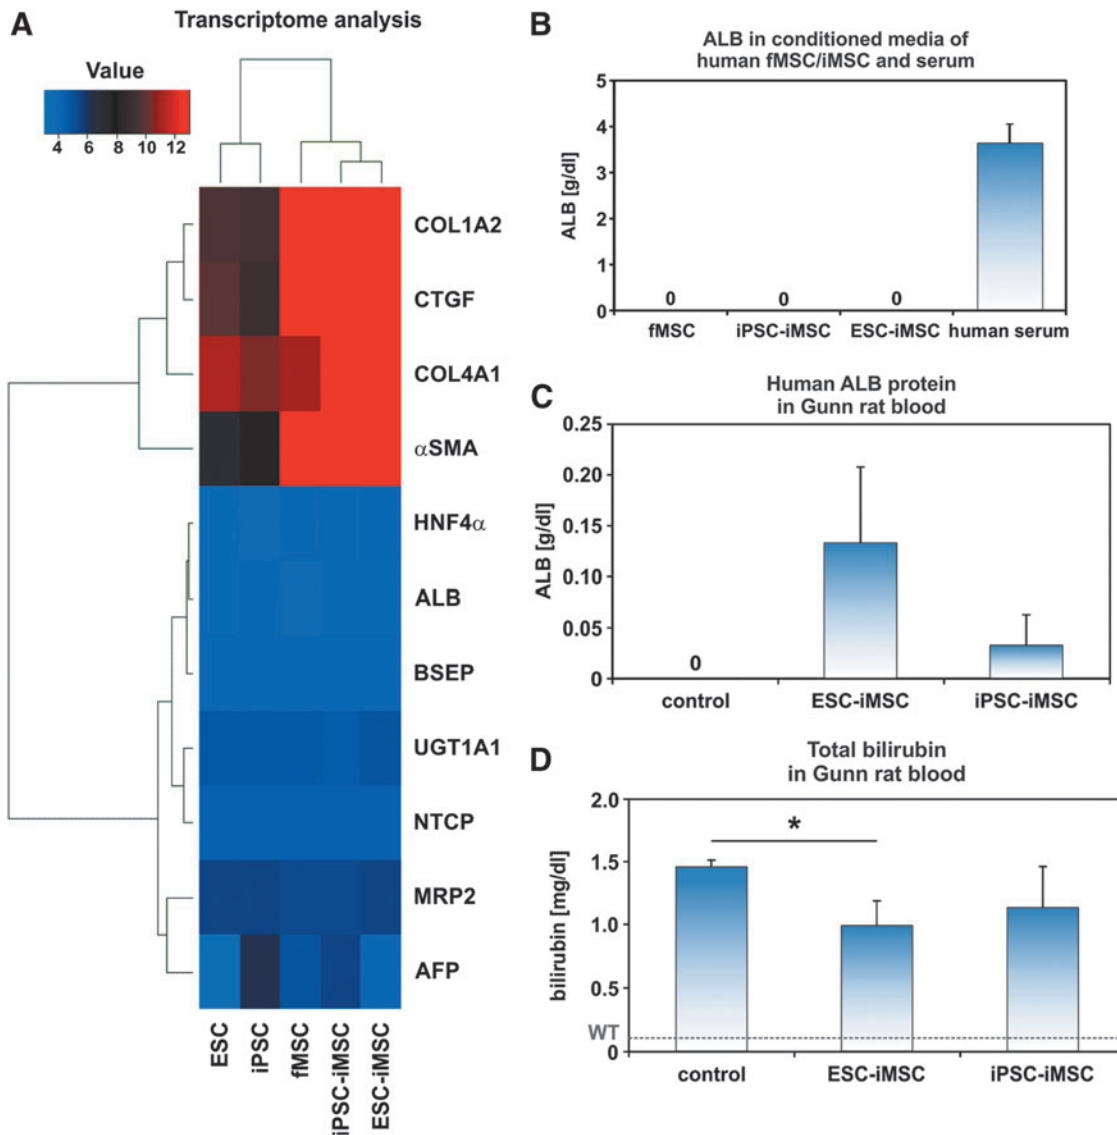 A
Transcriptome analysis
Value
4 6 8 10 12
COL1A2
CTGF
COL4A1
αSMA
HNF4α
ALB
BSEP
UGT1A1
NTCP
MRP2
AFP
ESC
iPSC
fMSC
iPSC-iMSC
ESC-iMSC
B
ALB in conditioned media of
human fMSC/iMSC and serum
ALB [g/dl]
5
4
3
2
1
0
0 0 0
fMSC iPSC-iMSC ESC-iMSC human serum
C
Human ALB protein
in Gunn rat blood
ALB [g/dl]
0.25
0.20
0.15
0.10
0.05
0
0
control ESC-iMSC iPSC-iMSC
D
Total bilirubin
in Gunn rat blood
bilirubin [mg/dl]
2.0
1.5
1.0
0.5
0
*
WT
control ESC-iMSC iPSC-iMSC